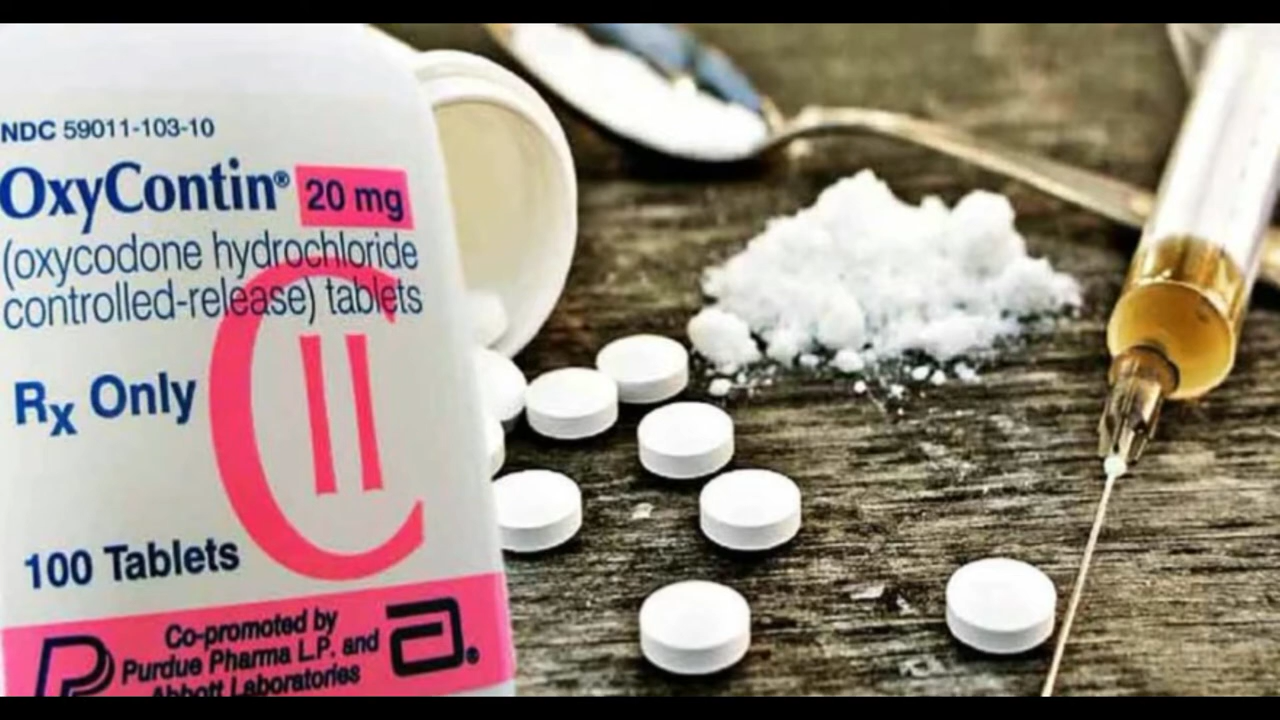 NDC 59011-103-10
OxyContin® 20 mg
(oxycodone hydrochloride
controlled-release) tablets
CII
Rx Only
100 Tablets
Co-promoted by
Purdue Pharma L.P. and
Abbott Laboratories